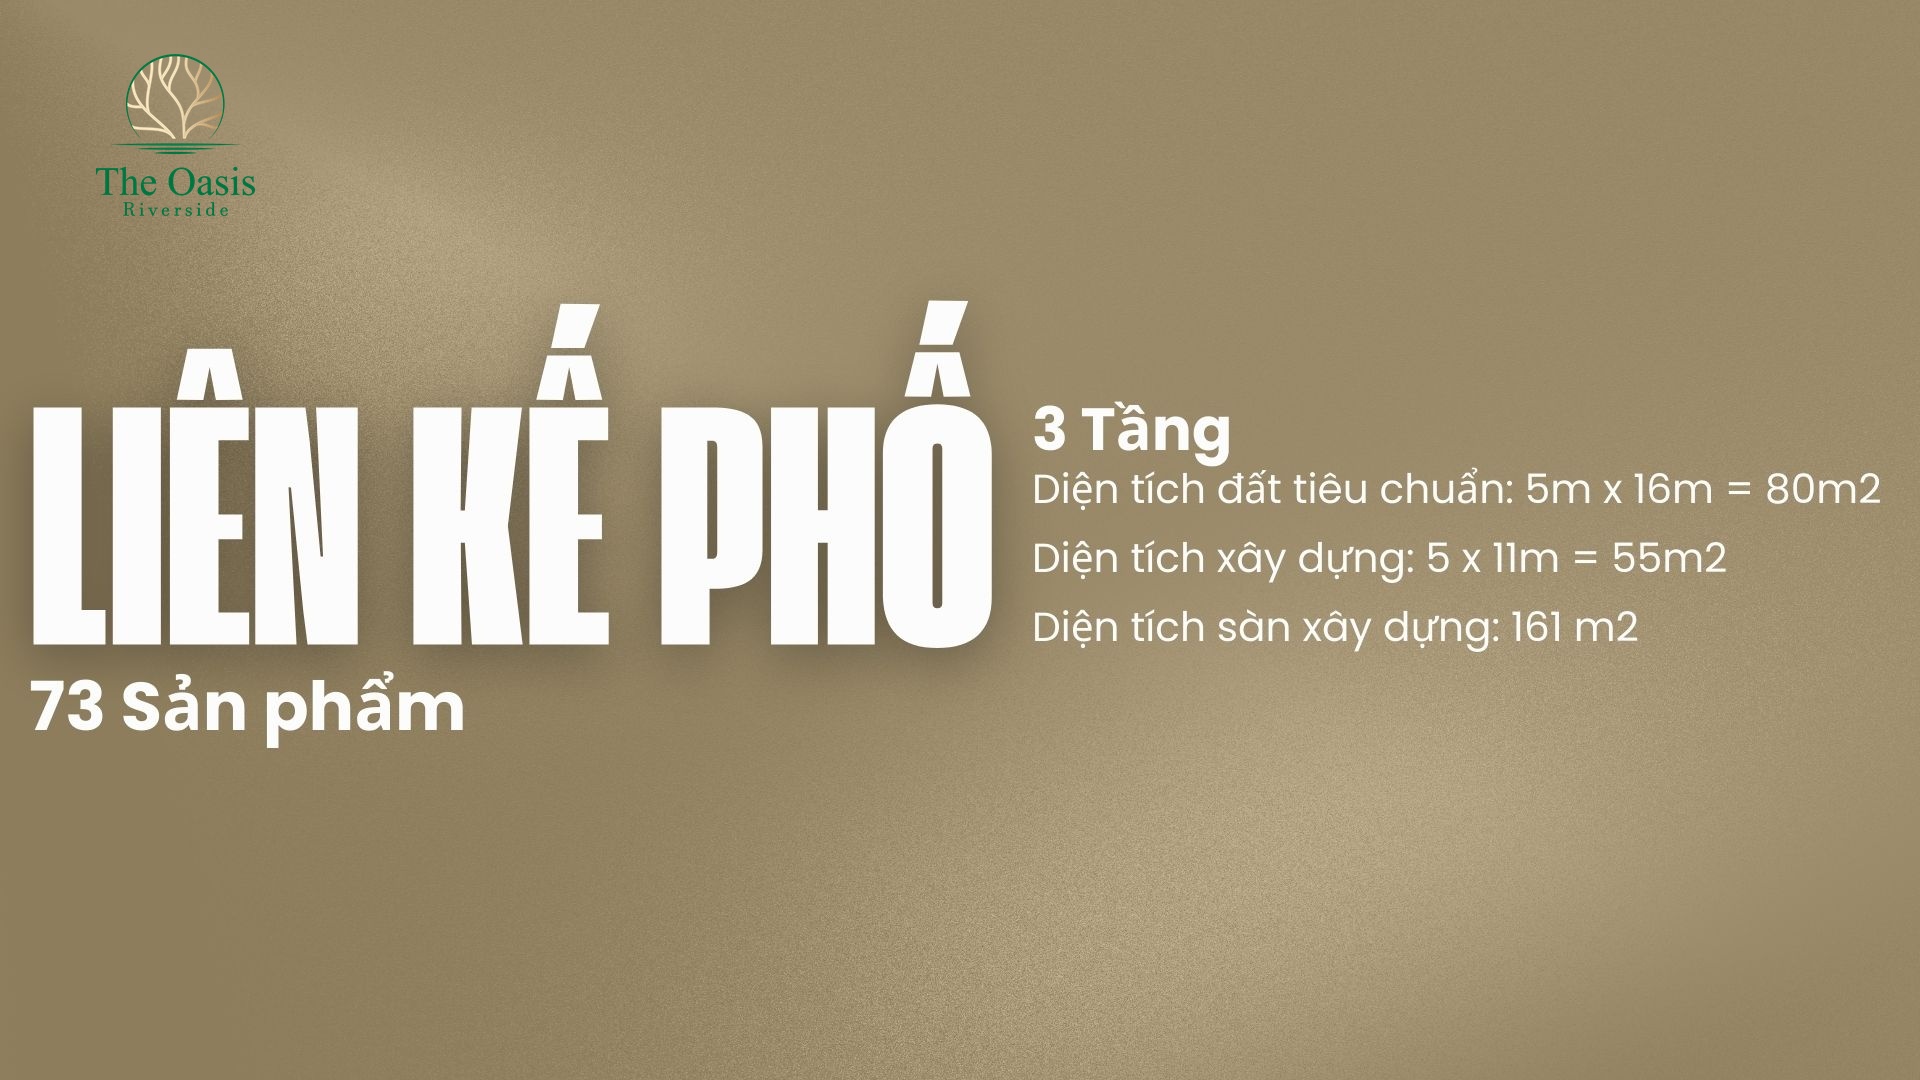 The Oasis
Riverside
LIÊN KẾ PHỐ
73 Sản phẩm
3 Tầng
Diện tích đất tiêu chuẩn: 5m x 16m = 80m2
Diện tích xây dựng: 5 x 11m = 55m2
Diện tích sàn xây dựng: 161 m2